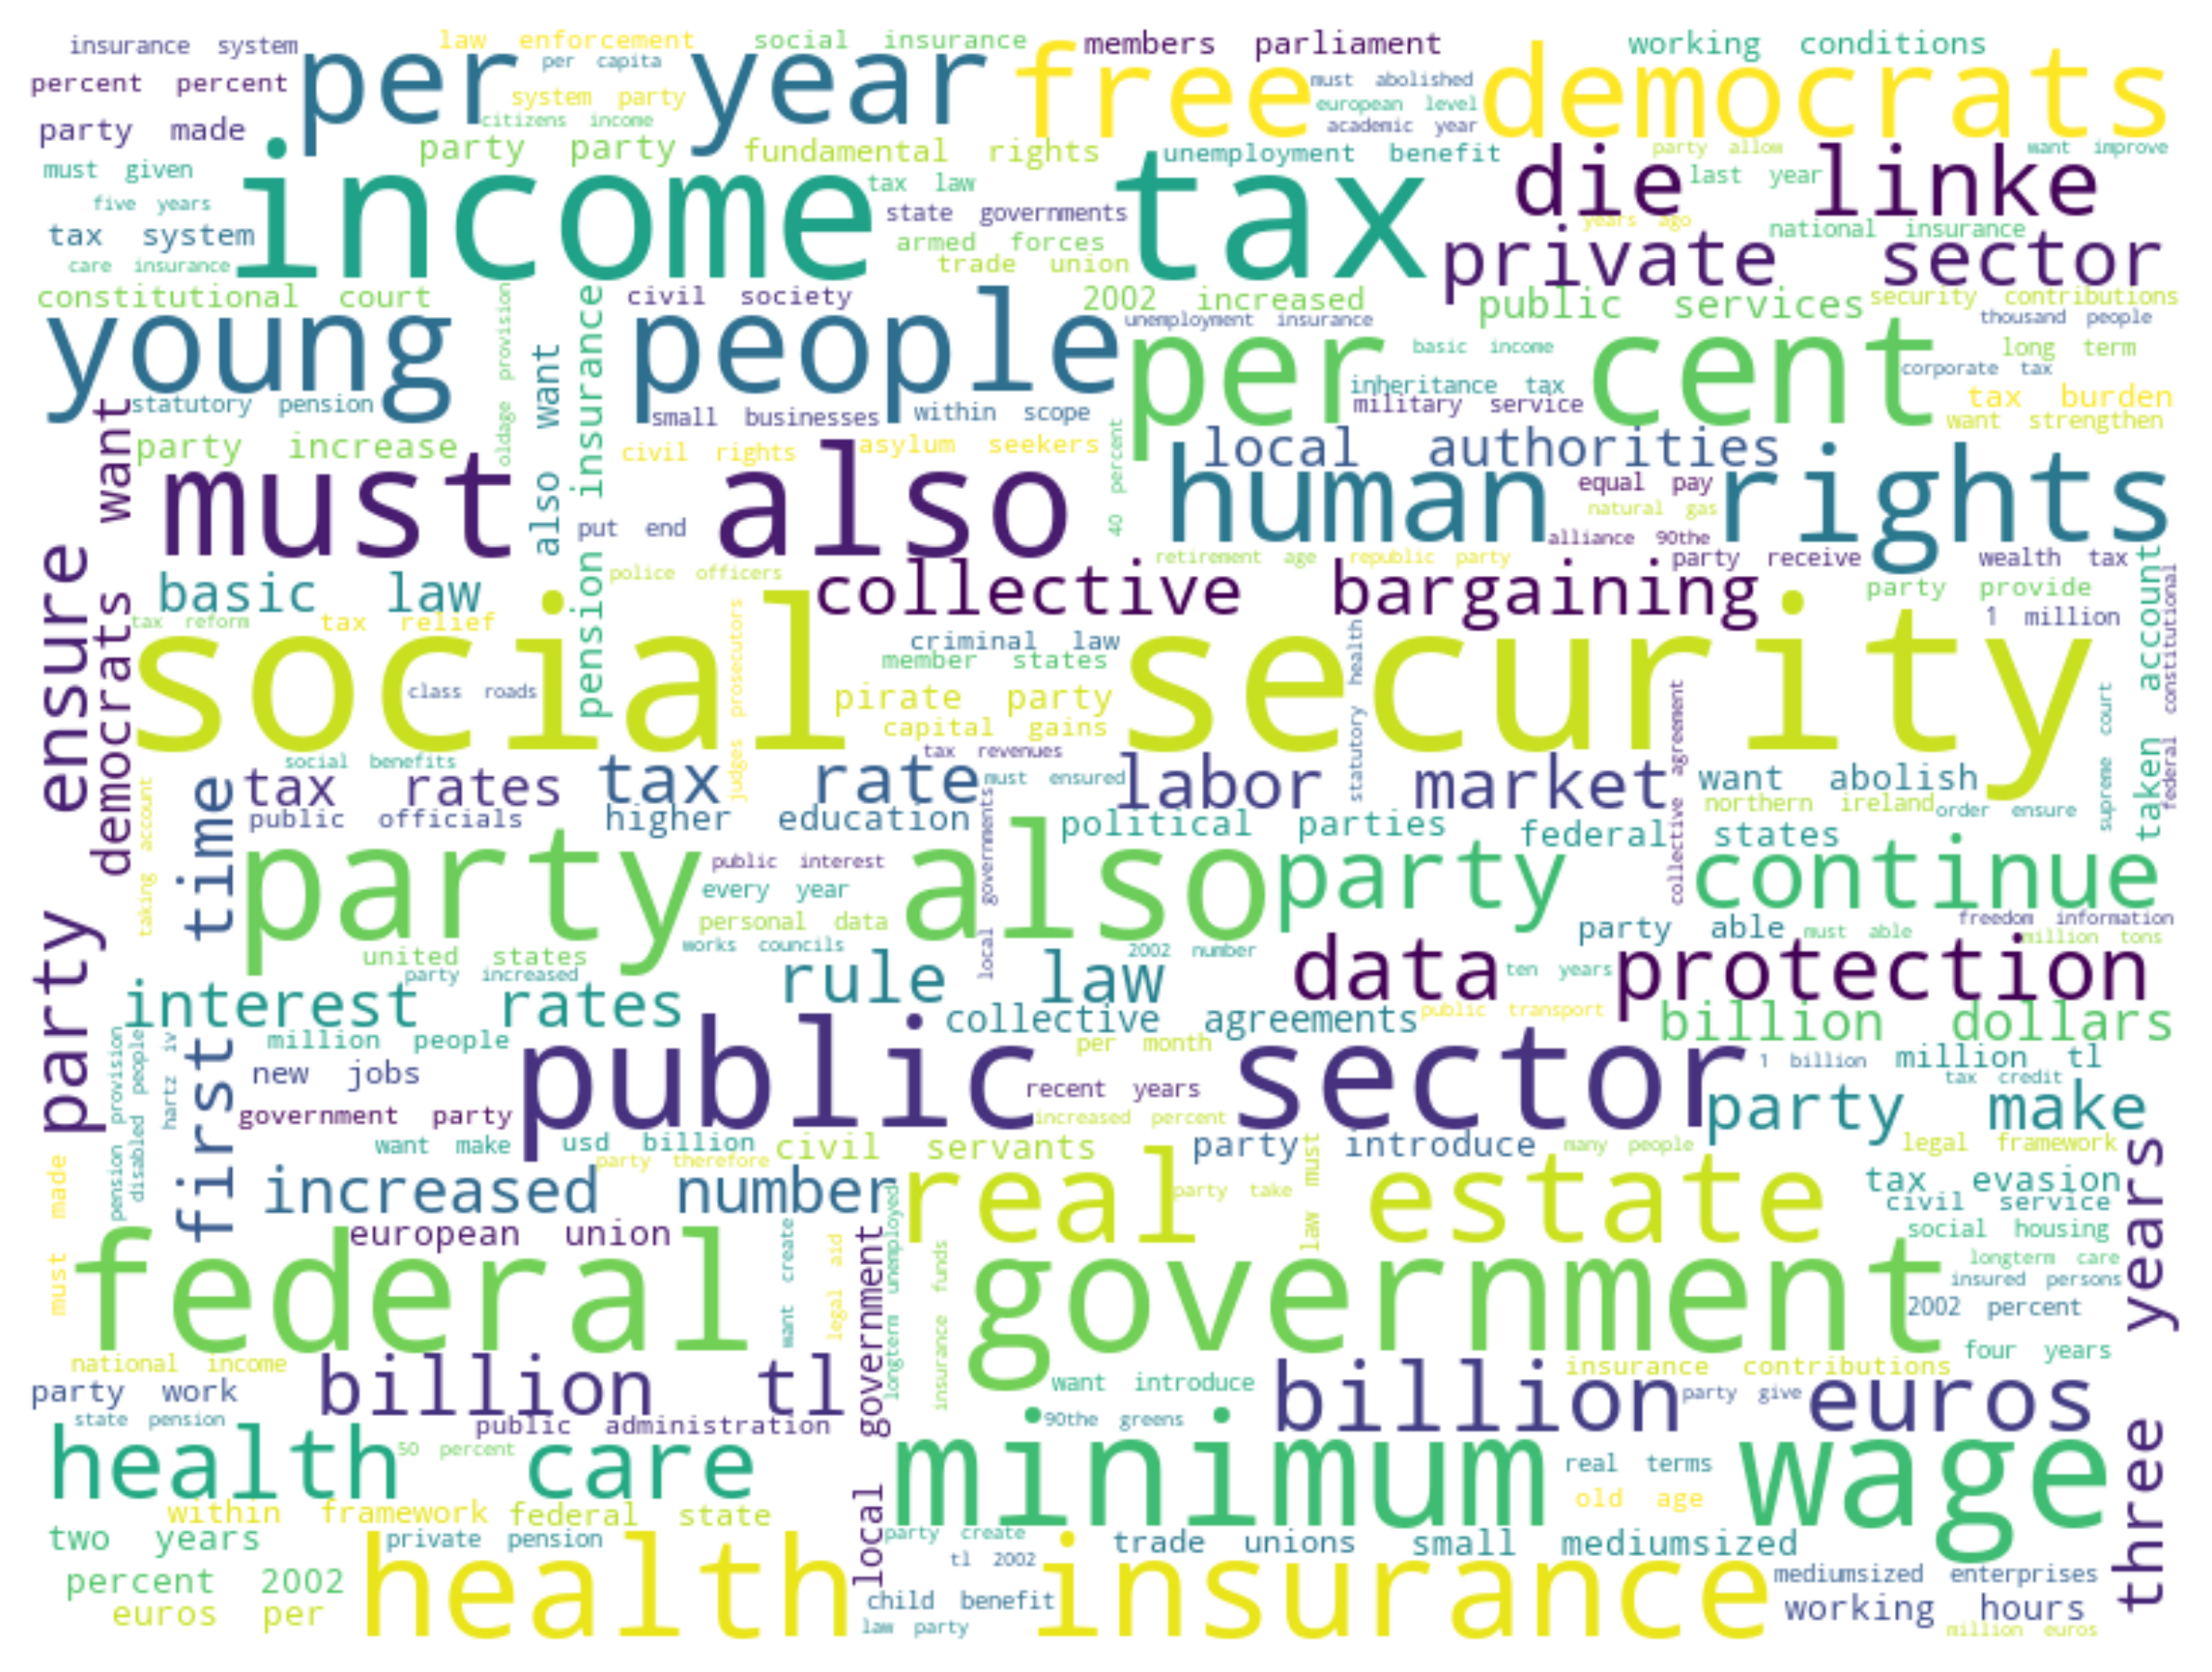 insurance system
law enforcement
social insurance
members parliament
working conditions
percent percent
per year
per capita
free democrats
must abolished
system party
european level
citizens income
academic year
party made
party party
fundamental rights
unemployment benefit
party allow
want improve
must given
income tax
tax law
die linke
last year
five years
state governments
years ago
national insurance
tax system
armed forces
private sector
care insurance
trade union
constitutional court
oldage provision
pension insurance
civil society
2002 increased
public services
security contributions
young people
unemployment insurance
thousand people
per cent
basic income
long term
corporate tax
inheritance tax
statutory pension
small businesses
within scope
military service
tax burden
want strengthen
democrats want
party increase
also want
civil rights
asylum seekers
40 percent
local authorities
must also
human rights
equal pay
natural gas
put end
alliance 90the
party ensure
police officers
retirement age
republic party
party receive
wealth tax
taken account
federal constitutional
basic law
collective bargaining
party provide
tax reform
tax relief
judges prosecutors
criminal law
statutory health
1 million
social security
member states
class roads
pirate party
capital gains
collective agreement
supreme court
social benefits
tax revenues
tax rates
tax rate
must ensured
labor market
want abolish
northern ireland
order ensure
taking account
first time
public officials
higher education
local governments
political parties
federal states
party also
public interest
party continue
every year
personal data
party able
must able
freedom information
million tons
united states
works councils
2002 number
party increased
rule law
data protection
ten years
interest rates
collective agreements
public transport
billion dollars
pension provision
disabled people
hartz iv
million people
public sector
per month
1 billion
million tl
new jobs
recent years
tax credit
government party
increased percent
party make
want make
usd billion
civil servants
party introduce
many people
legal framework
must made
party therefore
increased number
real estate
party take
law must
tax evasion
civil service
three years
european union
want create
legal aid
local government
longterm unemployed
insurance funds
social housing
federal government
longterm care
insured persons
2002 percent
national income
four years
party work
billion tl
want introduce
insurance contributions
billion euros
party give
state pension
public administration
90the greens
health care
50 percent
minimum wage
real terms
old age
within framework
federal state
two years
private pension
party create
trade unions
small mediumsized
tl 2002
percent 2002
health insurance
mediumsized enterprises
euros per
child benefit
working hours
law party
million euros